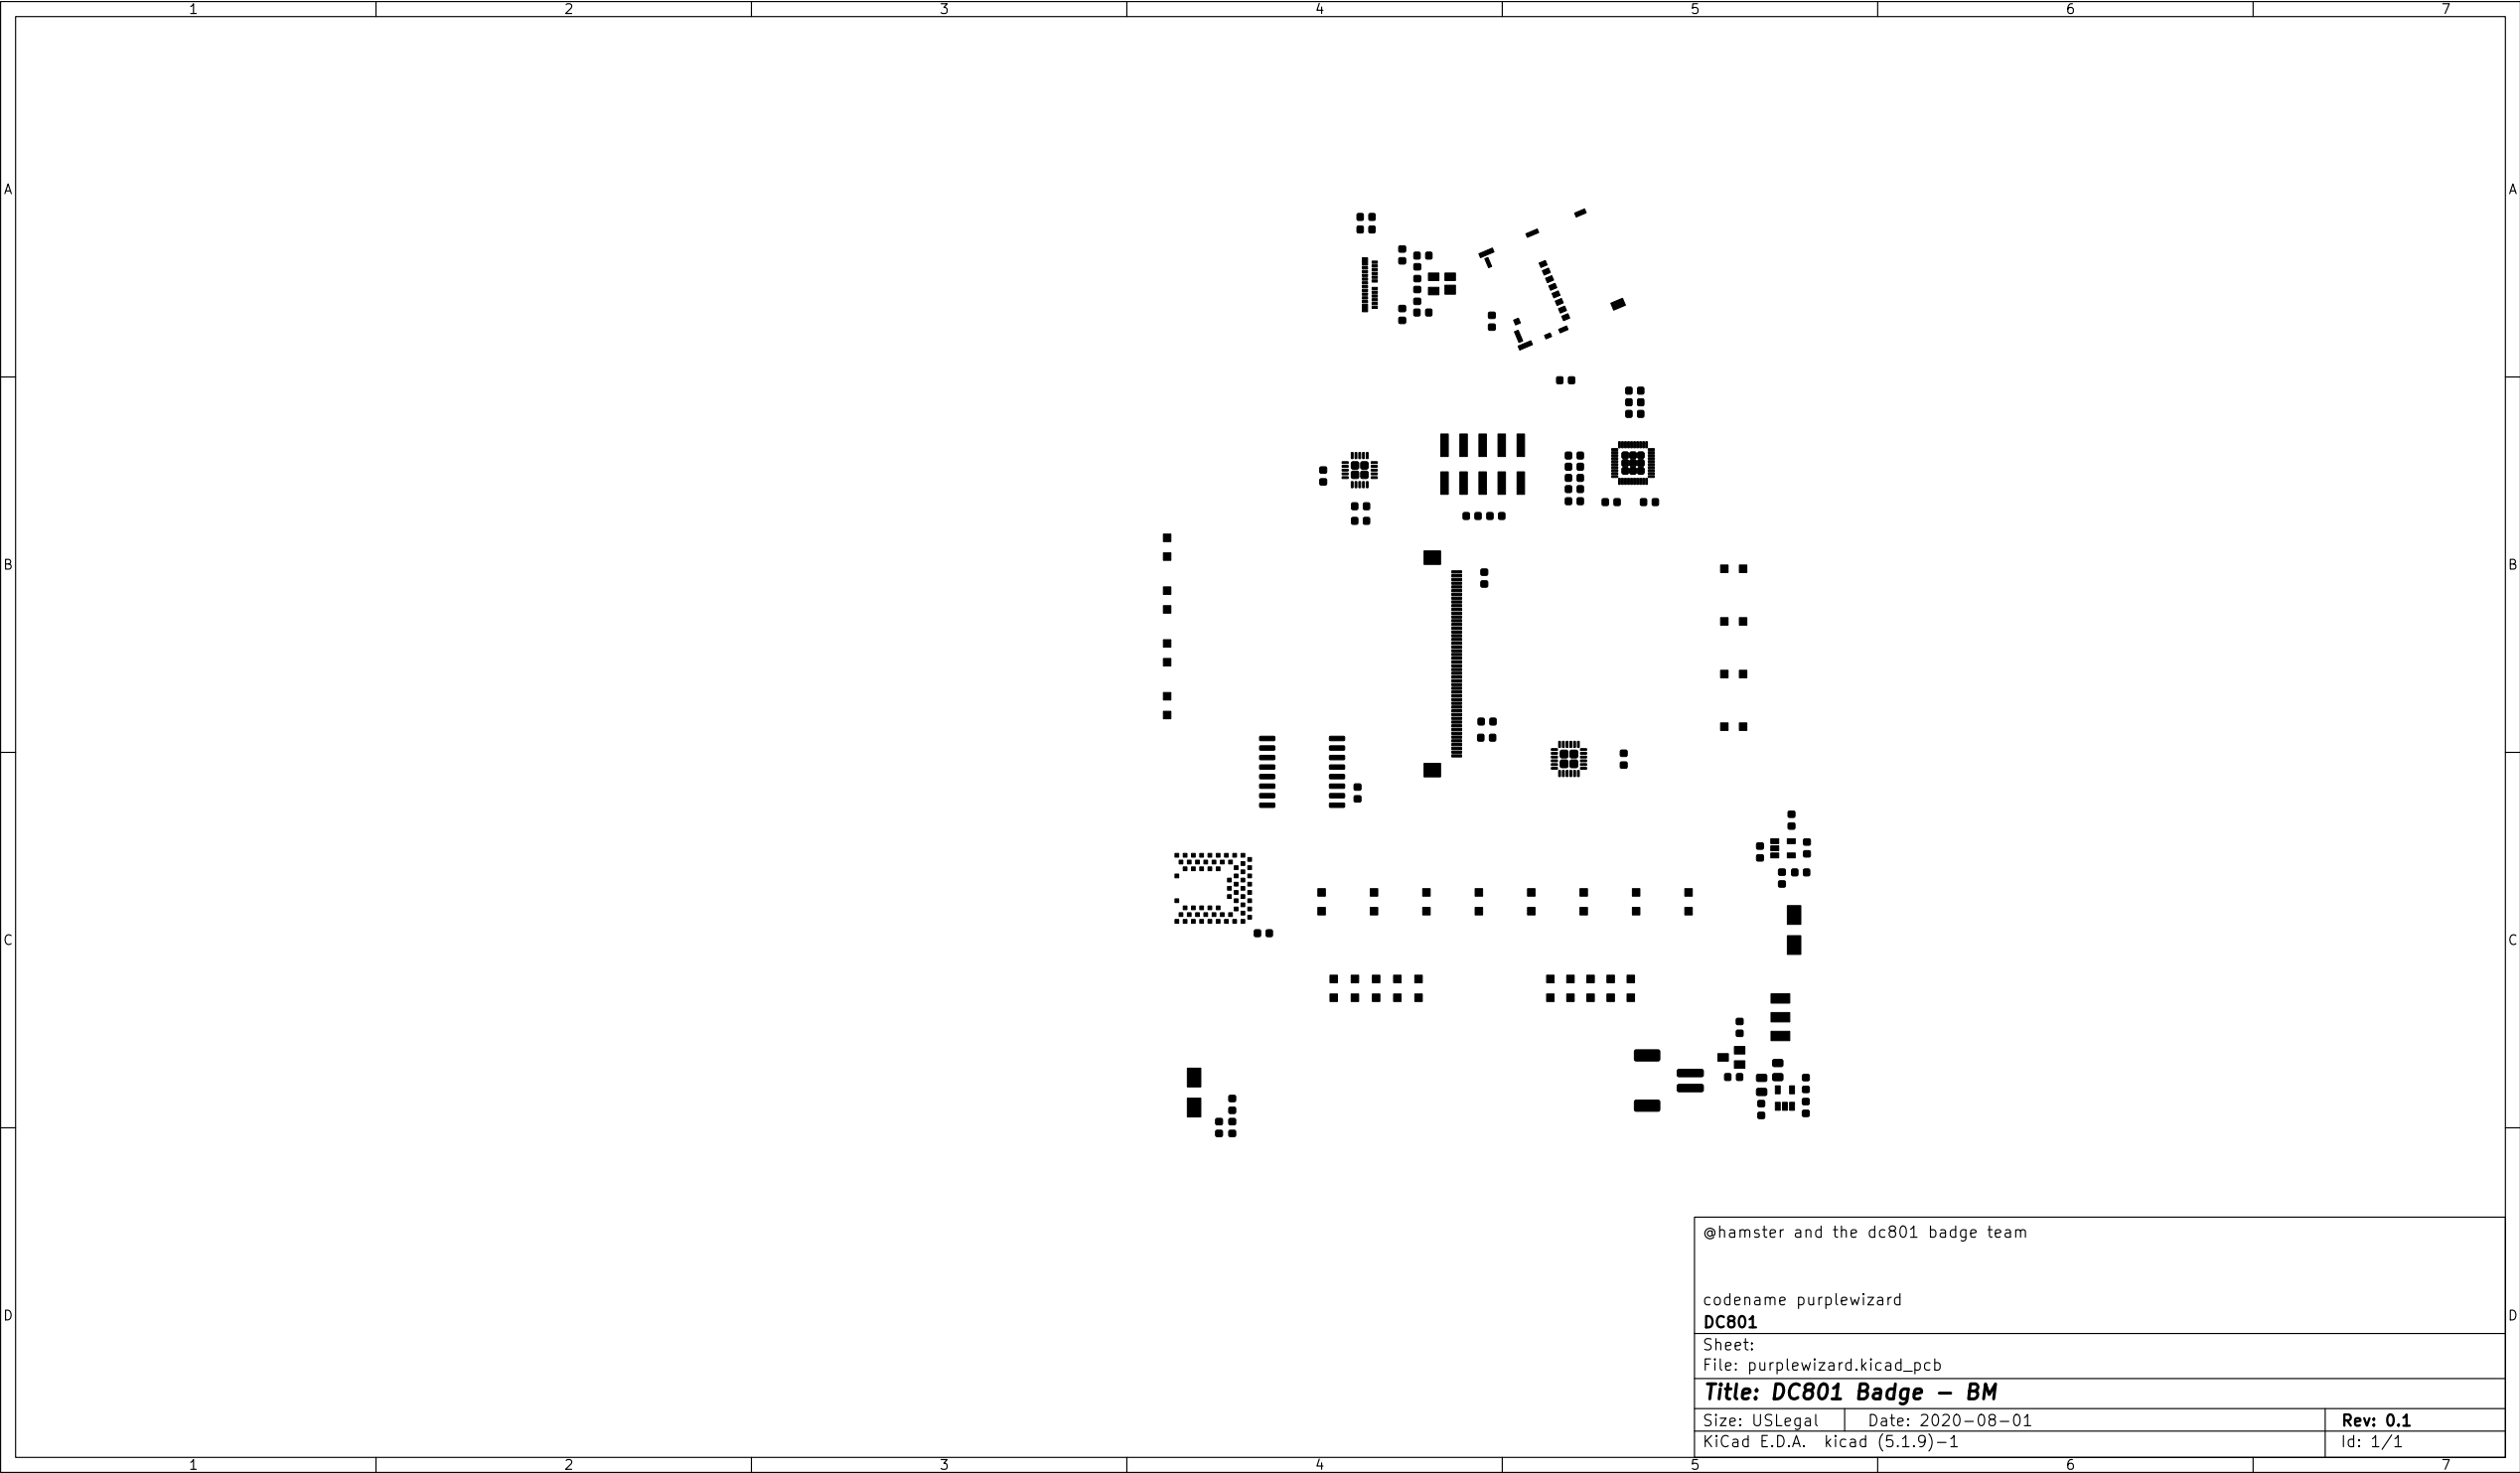 1 2 3 4 5 6 7
A A
B B
C C
@hamster and the dc801 badge team
codename purplewizard
D D
DC801
Sheet:
File: purplewizard.kicad_pcb
Title: DC801 Badge – BM
Size: USLegal Date: 2020-08-01 Rev: 0.1
KiCad E.D.A. kicad (5.1.9)-1 Id: 1/1
1 2 3 4 5 6 7